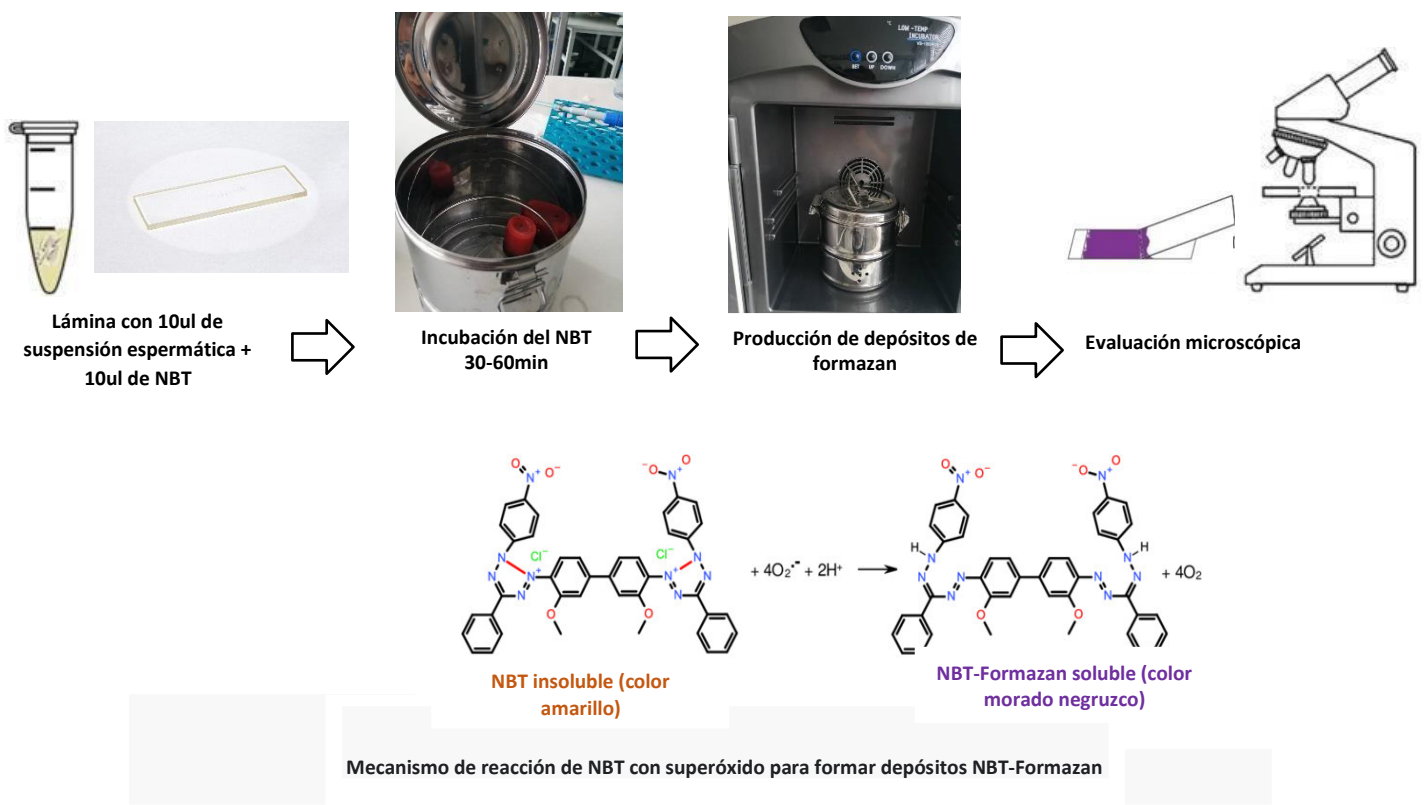 °C LOW-TEMP
INCUBATOR
SET UP DOWN
Lámina con 10ul de
suspensión espermática +
10ul de NBT
Incubación del NBT
30-60min
Producción de depósitos de
formazan
Evaluación microscópica
O O⁻ ⁻O O
N⁺ N⁺
Cl⁻ Cl⁻
N N
N N⁺ N⁺ N
N N
O O
+ 4O₂•⁻ + 2H⁺
O O⁻ ⁻O O
N⁺ N⁺
H N N H
N N N N
N N
O O
+ 4O₂
NBT insoluble (color
amarillo)
NBT-Formazan soluble (color
morado negruzco)
Mecanismo de reacción de NBT con superóxido para formar depósitos NBT-Formazan